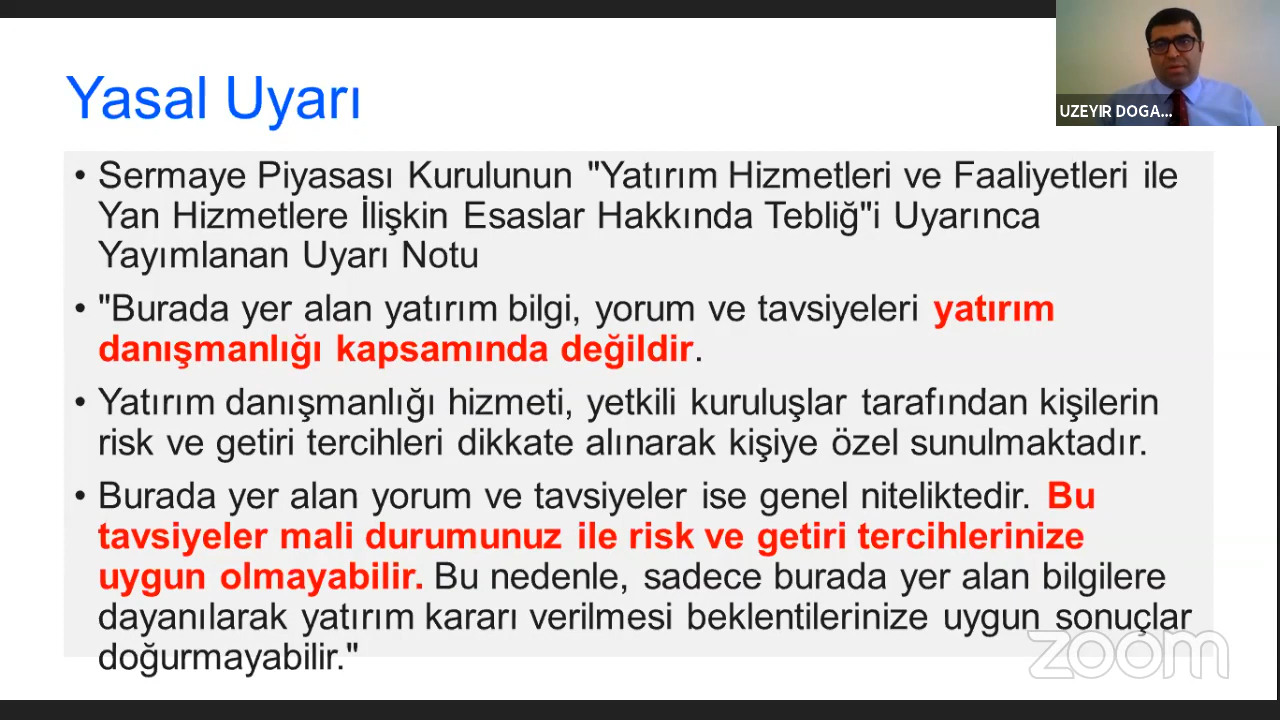 Yasal Uyarı
UZEYIR DOGA...
• Sermaye Piyasası Kurulunun "Yatırım Hizmetleri ve Faaliyetleri ile
Yan Hizmetlere İlişkin Esaslar Hakkında Tebliğ"i Uyarınca
Yayımlanan Uyarı Notu
• "Burada yer alan yatırım bilgi, yorum ve tavsiyeleri yatırım
danışmanlığı kapsamında değildir.
• Yatırım danışmanlığı hizmeti, yetkili kuruluşlar tarafından kişilerin
risk ve getiri tercihleri dikkate alınarak kişiye özel sunulmaktadır.
• Burada yer alan yorum ve tavsiyeler ise genel niteliktedir. Bu
tavsiyeler mali durumunuz ile risk ve getiri tercihlerinize
uygun olmayabilir. Bu nedenle, sadece burada yer alan bilgilere
dayanılarak yatırım kararı verilmesi beklentilerinize uygun sonuçlar
doğurmayabilir."
zoom